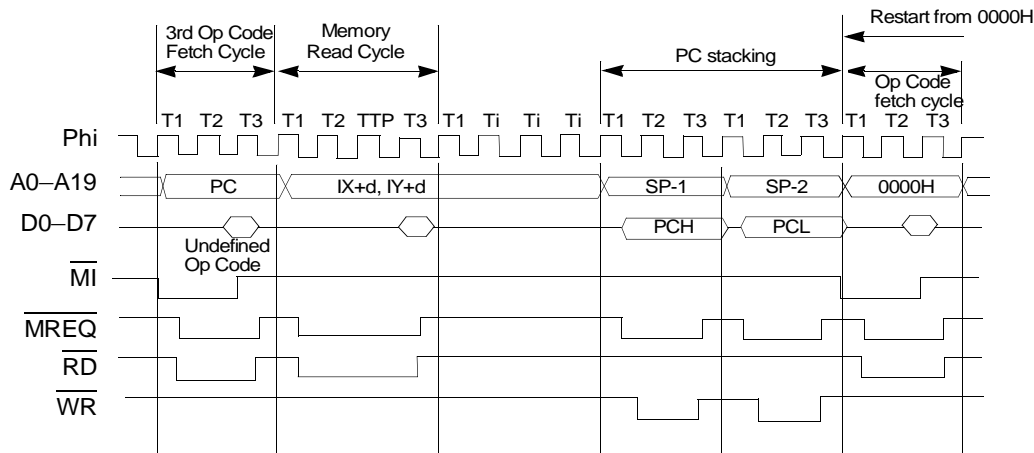 Restart from 0000H
3rd Op Code
Fetch Cycle
Memory
Read Cycle
PC stacking
Op Code
fetch cycle
Phi T1 T2 T3 T1 T2 TTP T3 T1 Ti Ti Ti T1 T2 T3 T1 T2 T3 T1 T2 T3
A0–A19 PC IX+d, IY+d SP-1 SP-2 0000H
D0–D7 PCH PCL
Undefined
Op Code
MI
MREQ
RD
WR